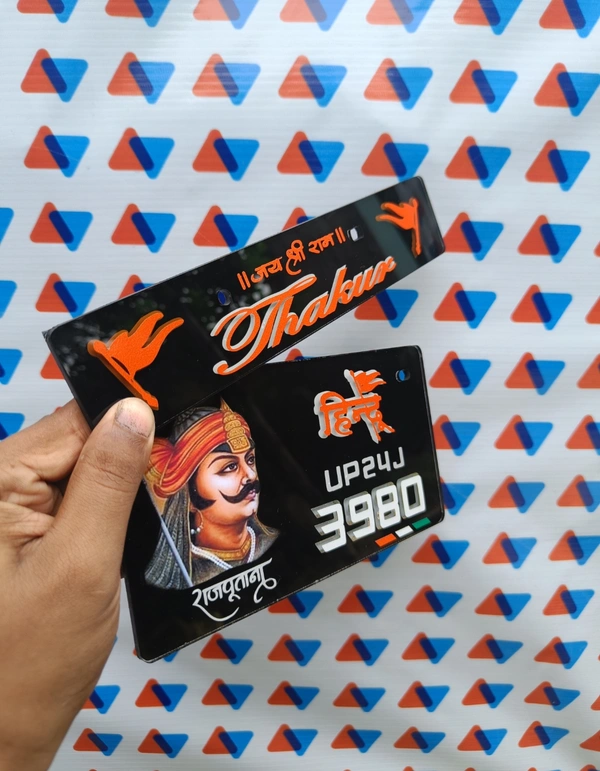 ॥जय श्री राम॥
Thakur
हिन्दू
UP24J
3980
राजपूताना